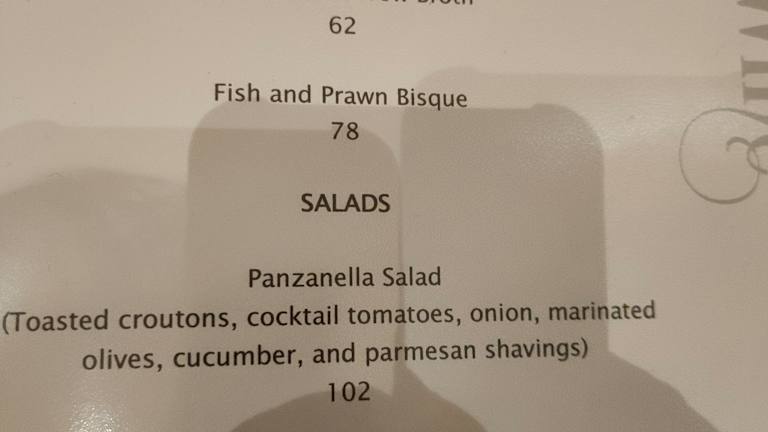 62
Fish and Prawn Bisque
78
SALADS
Panzanella Salad
(Toasted croutons, cocktail tomatoes, onion, marinated
olives, cucumber, and parmesan shavings)
102